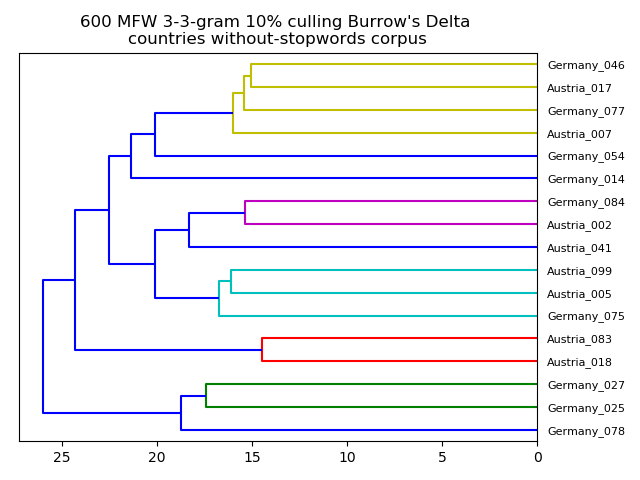 600 MFW 3-3-gram 10% culling Burrow's Delta
countries without-stopwords corpus
Germany_046
Austria_017
Germany_077
Austria_007
Germany_054
Germany_014
Germany_084
Austria_002
Austria_041
Austria_099
Austria_005
Germany_075
Austria_083
Austria_018
Germany_027
Germany_025
Germany_078
25 20 15 10 5 0